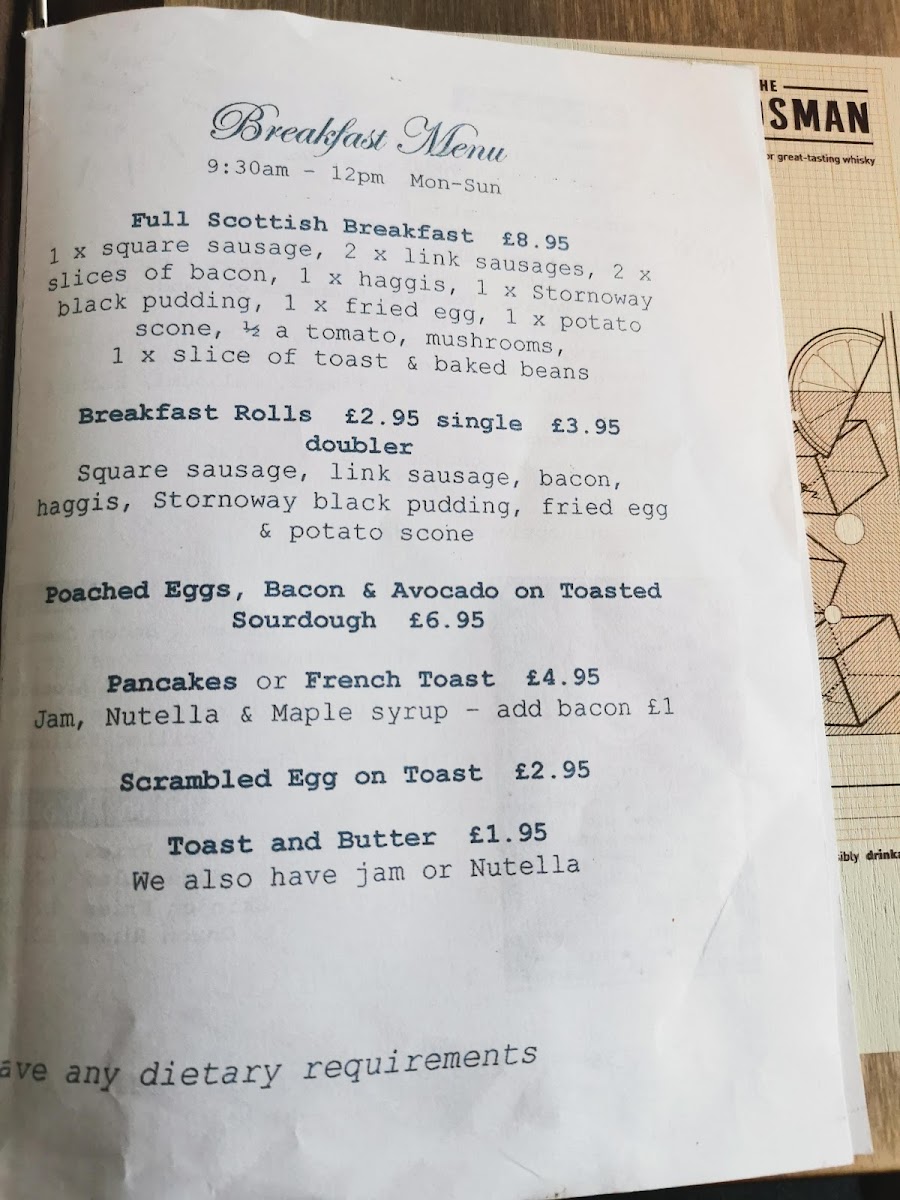 Breakfast Menu
9:30am - 12pm Mon-Sun
Full Scottish Breakfast £8.95
1 x square sausage, 2 x link sausages, 2 x
slices of bacon, 1 x haggis, 1 x Stornoway
black pudding, 1 x fried egg, 1 x potato
scone, ½ a tomato, mushrooms,
1 x slice of toast & baked beans
Breakfast Rolls £2.95 single £3.95
doubler
Square sausage, link sausage, bacon,
haggis, Stornoway black pudding, fried egg
& potato scone
Poached Eggs, Bacon & Avocado on Toasted
Sourdough £6.95
Pancakes or French Toast £4.95
Jam, Nutella & Maple syrup - add bacon £1
Scrambled Egg on Toast £2.95
Toast and Butter £1.95
We also have jam or Nutella
ave any dietary requirements
HE
SMAN
or great-tasting whisky
ibly drink